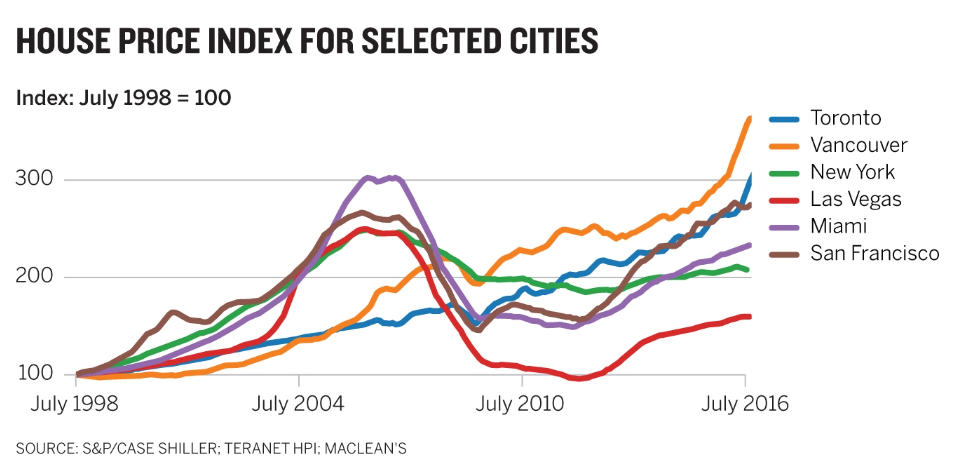 HOUSE PRICE INDEX FOR SELECTED CITIES
Index: July 1998 = 100
Toronto
Vancouver
New York
Las Vegas
Miami
San Francisco
300
200
100
July 1998
July 2004
July 2010
July 2016
SOURCE: S&P/CASE SHILLER; TERANET HPI; MACLEAN'S